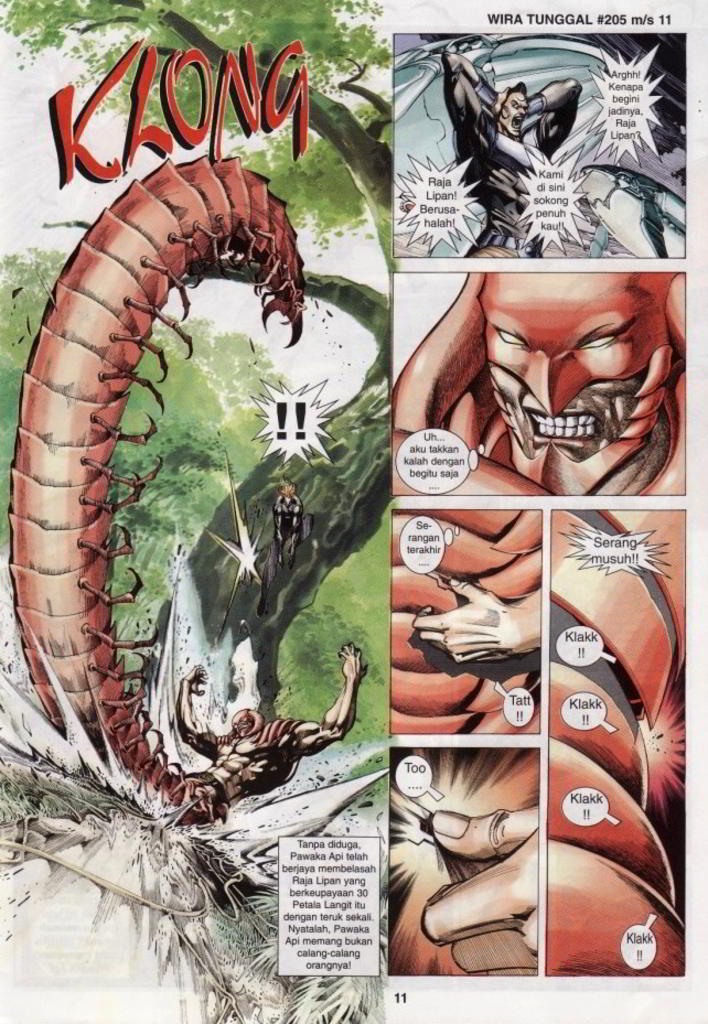 WIRA TUNGGAL #205 m/s 11
KLONG
!!
Tanpa diduga,
Pawaka Api telah
berjaya membelasah
Raja Lipan yang
berkeupayaan 30
Petala Langit itu
dengan teruk sekali.
Nyatalah, Pawaka
Api memang bukan
calang-calang
orangnya!
Arghh!
Kenapa
begini
jadinya,
Raja
Lipan?
Raja
Lipan!
Berusa-
halah!
Kami
di sini
sokong
penuh
kau!!
Uh...
aku takkan
kalah dengan
begitu saja
....
Se-
rangan
terakhir
....
Tatt
!!
Too
....
Serang
musuh!!
Klakk
!!
Klakk
!!
Klakk
!!
Klakk
!!
11